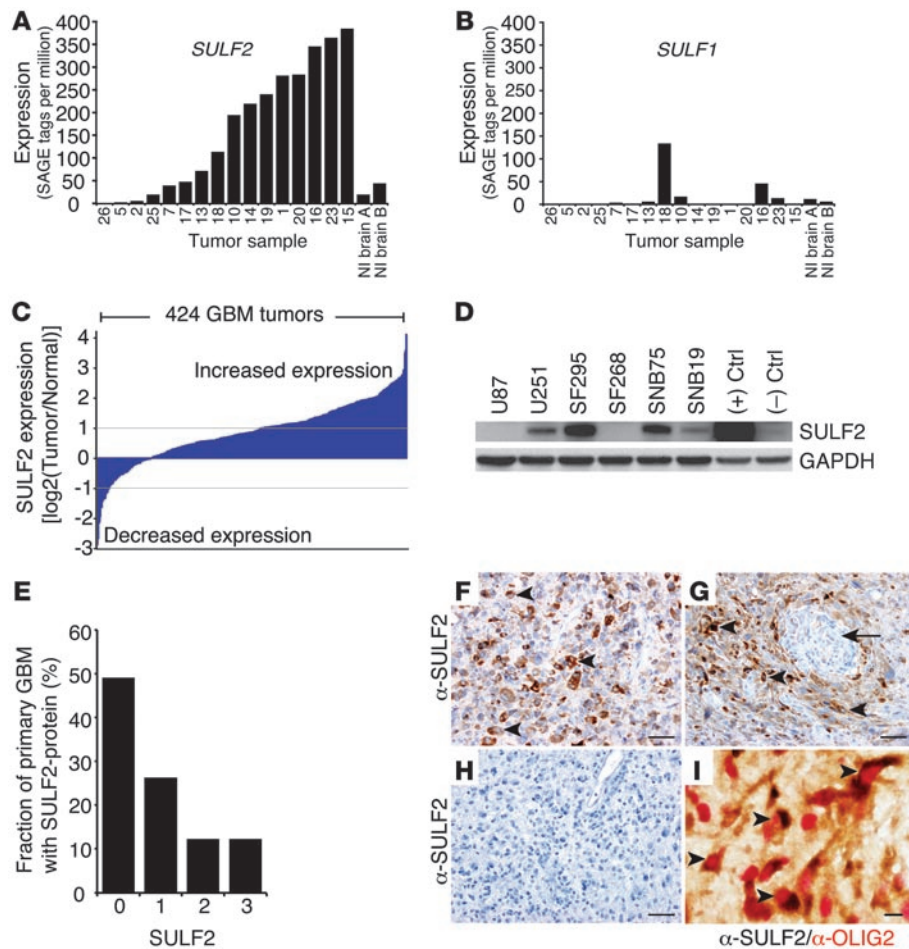 A
SULF2
Expression
(SAGE tags per million)
400
350
300
250
200
150
100
50
0
26 5 2 25 7 17 13 18 10 14 19 1 20 16 23 15 NI brain A NI brain B
Tumor sample
B
SULF1
Expression
(SAGE tags per million)
400
350
300
250
200
150
100
50
0
26 5 2 25 7 17 13 18 10 14 19 1 20 16 23 15 NI brain A NI brain B
Tumor sample
C
424 GBM tumors
SULF2 expression
[log2(Tumor/Normal)]
4
3
2
1
0
-1
-2
-3
Increased expression
Decreased expression
D
U87 U251 SF295 SF268 SNB75 SNB19 (+) Ctrl (–) Ctrl
SULF2
GAPDH
E
Fraction of primary GBM
with SULF2-protein (%)
60
50
40
30
20
10
0
0 1 2 3
SULF2
F
α-SULF2
G
H
α-SULF2
I
α-SULF2/α-OLIG2